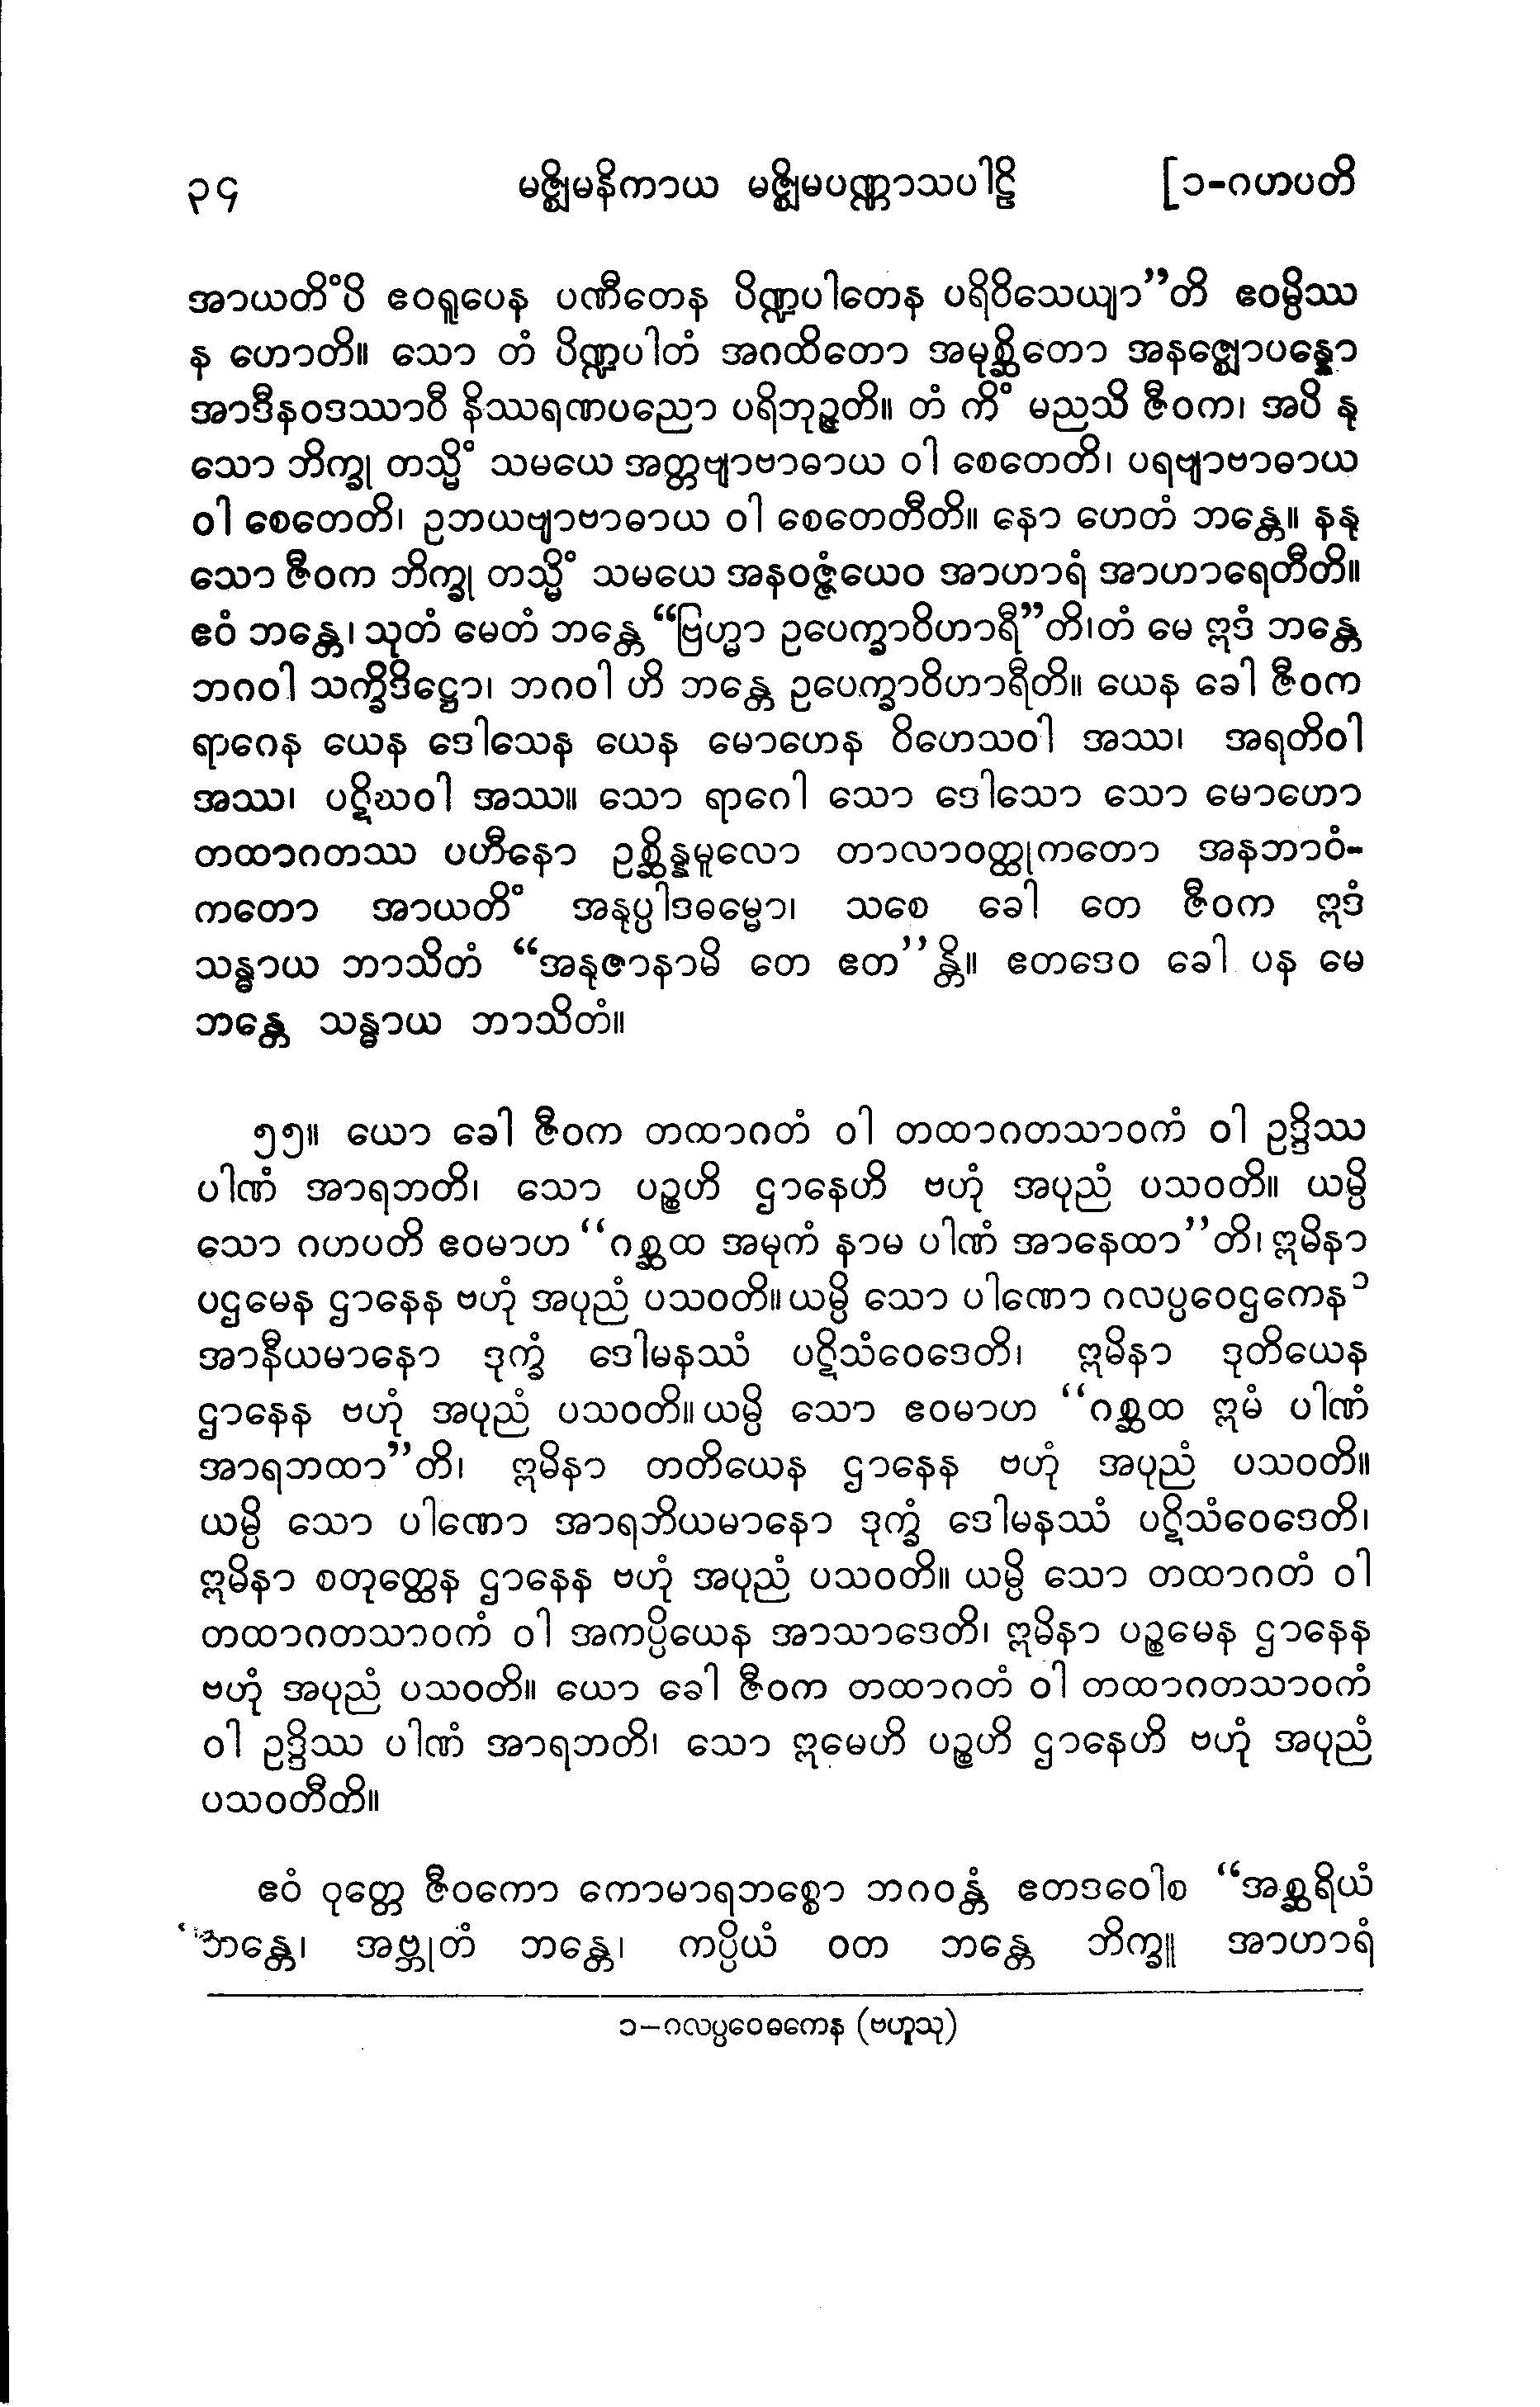 ၃၄ မဇ္ဈိမနိကာယ မဇ္ဈိမပဏ္ဏာသပါဠိ [၁-ဂဟပတိ
အာယတိံပိ ဧဝရူပေန ပဏီတေန ပိဏ္ဍပါတေန ပရိဝိသေယျာ”တိ ဧဝမ္ပိဿ
န ဟောတိ။ သော တံ ပိဏ္ဍပါတံ အဂထိတော အမုစ္ဆိတော အနဇ္ဈောပန္နော
အာဒီနဝဒဿာဝီ နိဿရဏပညော ပရိဘုဉ္ဇတိ။ တံ ကိံ မညသိ ဇီဝက၊ အပိ နု
သော ဘိက္ခု တသ္မိံ သမယေ အတ္တဗျာဗာဓာယ ဝါ စေတေတိ၊ ပရဗျာဗာဓာယ
ဝါ စေတေတိ၊ ဥဘယဗျာဗာဓာယ ဝါ စေတေတီတိ။ နော ဟေတံ ဘန္တေ။ နနု
သော ဇီဝက ဘိက္ခု တသ္မိံ သမယေ အနဝဇ္ဇံယေဝ အာဟာရံ အာဟာရေတီတိ။
ဧဝံ ဘန္တေ၊ သုတံ မေတံ ဘန္တေ “ဗြဟ္မာ ဥပေက္ခာဝိဟာရီ”တိ၊တံ မေ ဣဒံ ဘန္တေ
ဘဂဝါ သက္ခိဒိဋ္ဌော၊ ဘဂဝါ ဟိ ဘန္တေ ဥပေက္ခာဝိဟာရီတိ။ ယေန ခေါ ဇီဝက
ရာဂေန ယေန ဒေါသေန ယေန မောဟေန ဝိဟေသဝါ အဿ၊ အရတိဝါ
အဿ၊ ပဋိဃဝါ အဿ။ သော ရာဂေါ သော ဒေါသော သော မောဟော
တထာဂတဿ ပဟီနော ဥစ္ဆိန္နမူလော တာလာဝတ္ထုကတော အနဘာဝံ-
ကတော အာယတိံ အနုပ္ပါဒဓမ္မော၊ သစေ ခေါ တေ ဇီဝက ဣဒံ
သန္ဓာယ ဘာသိတံ “အနုဇာနာမိ တေ ဧတ”န္တိ။ ဧတဒေဝ ခေါ ပန မေ
ဘန္တေ သန္ဓာယ ဘာသိတံ။
၅၅။ ယော ခေါ ဇီဝက တထာဂတံ ဝါ တထာဂတသာဝကံ ဝါ ဥဒ္ဒိဿ
ပါဏံ အာရဘတိ၊ သော ပဉ္စဟိ ဌာနေဟိ ဗဟုံ အပုညံ ပသဝတိ။ ယမ္ပိ
သော ဂဟပတိ ဧဝမာဟ “ဂစ္ဆထ အမုကံ နာမ ပါဏံ အာနေထာ”တိ၊ ဣမိနာ
ပဌမေန ဌာနေန ဗဟုံ အပုညံ ပသဝတိ။ ယမ္ပိ သော ပါဏော ဂလပ္ပဝေဌကေန၁
အာနီယမာနော ဒုက္ခံ ဒေါမနဿံ ပဋိသံဝေဒေတိ၊ ဣမိနာ ဒုတိယေန
ဌာနေန ဗဟုံ အပုညံ ပသဝတိ။ ယမ္ပိ သော ဧဝမာဟ “ဂစ္ဆထ ဣမံ ပါဏံ
အာရဘထာ”တိ၊ ဣမိနာ တတိယေန ဌာနေန ဗဟုံ အပုညံ ပသဝတိ။
ယမ္ပိ သော ပါဏော အာရဘိယမာနော ဒုက္ခံ ဒေါမနဿံ ပဋိသံဝေဒေတိ၊
ဣမိနာ စတုတ္ထေန ဌာနေန ဗဟုံ အပုညံ ပသဝတိ။ ယမ္ပိ သော တထာဂတံ ဝါ
တထာဂတသာဝကံ ဝါ အကပ္ပိယေန အာသာဒေတိ၊ ဣမိနာ ပဉ္စမေန ဌာနေန
ဗဟုံ အပုညံ ပသဝတိ။ ယော ခေါ ဇီဝက တထာဂတံ ဝါ တထာဂတသာဝကံ
ဝါ ဥဒ္ဒိဿ ပါဏံ အာရဘတိ၊ သော ဣမေဟိ ပဉ္စဟိ ဌာနေဟိ ဗဟုံ အပုညံ
ပသဝတီတိ။
ဧဝံ ဝုတ္တေ ဇီဝကော ကောမာရဘစ္စော ဘဂဝန္တံ ဧတဒဝေါစ “အစ္ဆရိယံ
ဘန္တေ၊ အဗ္ဘုတံ ဘန္တေ၊ ကပ္ပိယံ ဝတ ဘန္တေ ဘိက္ခူ အာဟာရံ
၁—ဂလပ္ပဝေဓကေန (ဗဟူသု)